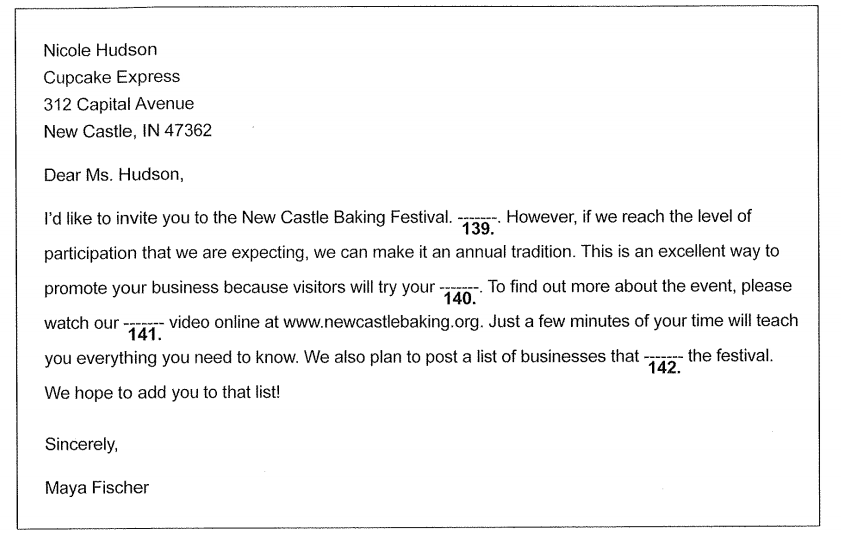 Nicole Hudson
Cupcake Express
312 Capital Avenue
New Castle, IN 47362
Dear Ms. Hudson,
I'd like to invite you to the New Castle Baking Festival. -------. However, if we reach the level of
139.
participation that we are expecting, we can make it an annual tradition. This is an excellent way to
promote your business because visitors will try your -------. To find out more about the event, please
140.
watch our ------- video online at www.newcastlebaking.org. Just a few minutes of your time will teach
141.
you everything you need to know. We also plan to post a list of businesses that ------- the festival.
142.
We hope to add you to that list!
Sincerely,
Maya Fischer